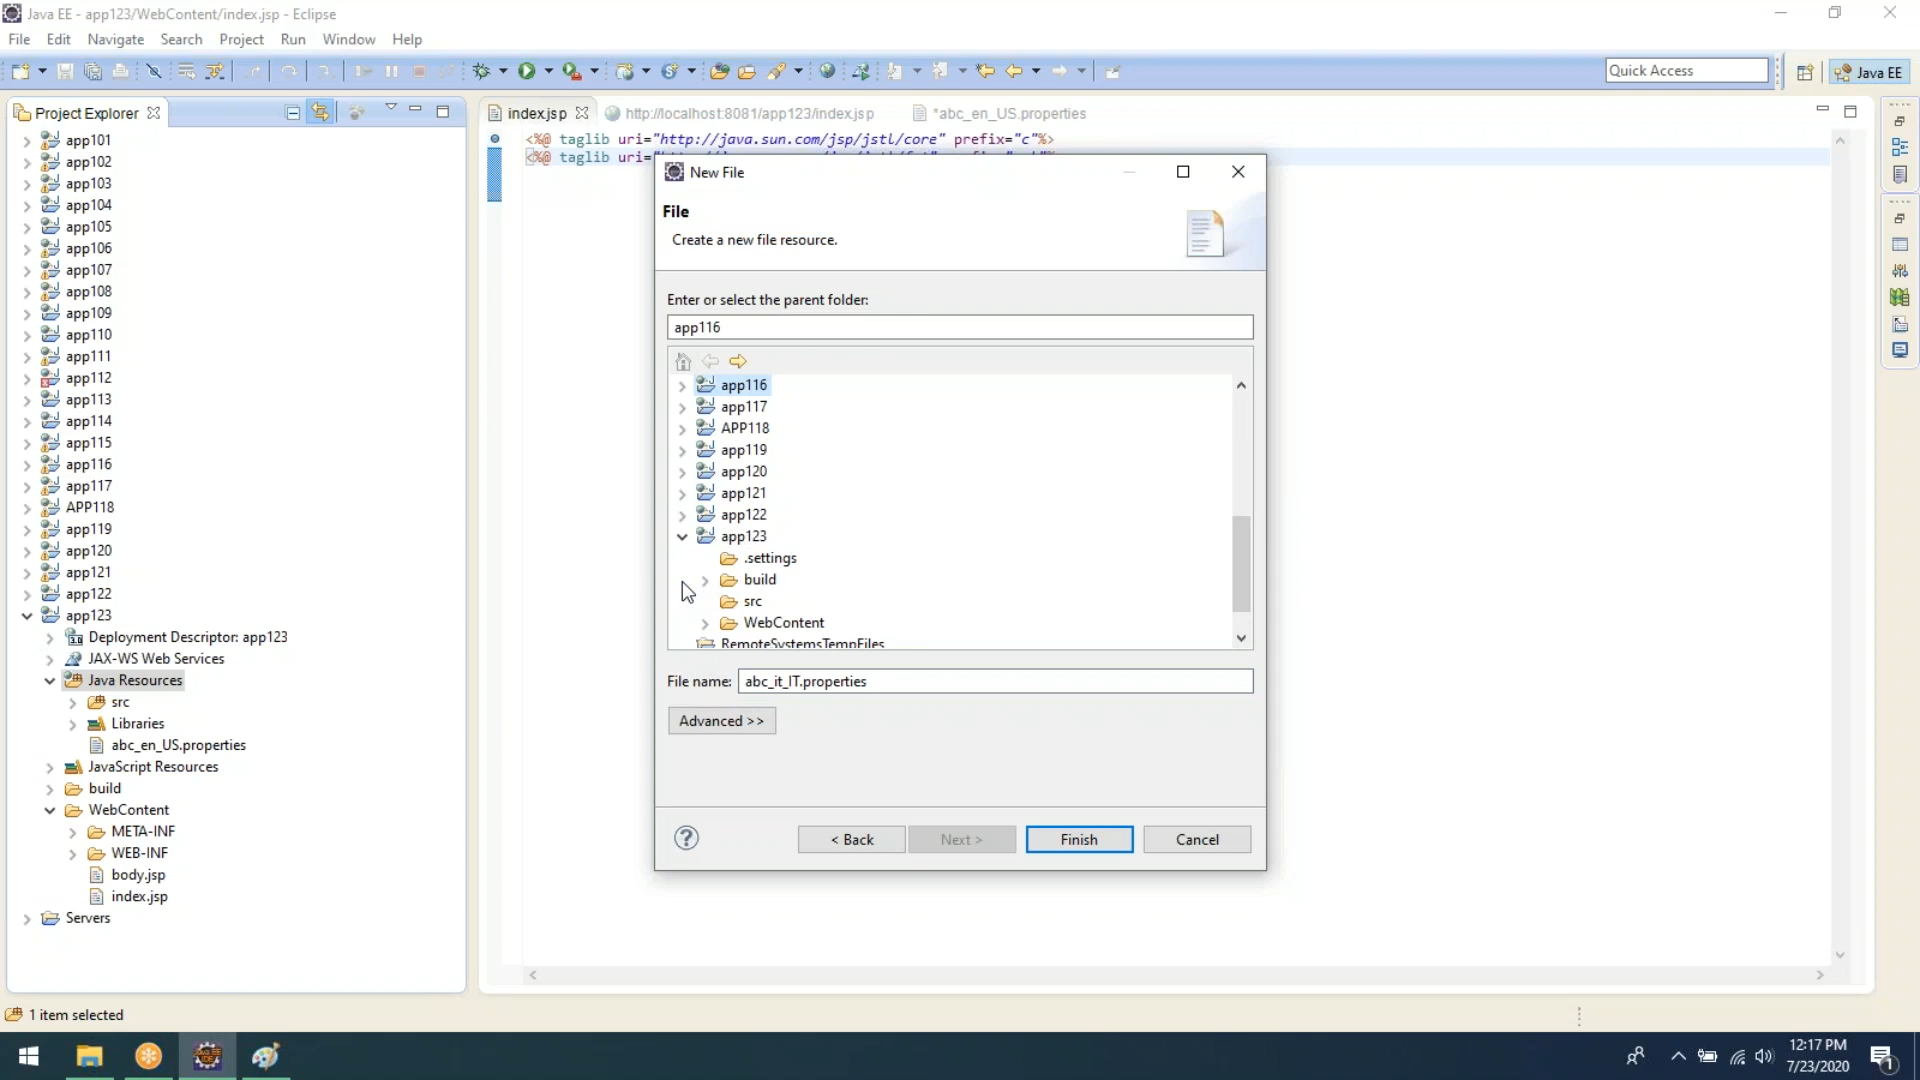 Java EE - app123/WebContent/index.jsp - Eclipse
File Edit Navigate Search Project Run Window Help
Quick Access
Java EE
Project Explorer
app101
app102
app103
app104
app105
app106
app107
app108
app109
app110
app111
app112
app113
app114
app115
app116
app117
APP118
app119
app120
app121
app122
app123
Deployment Descriptor: app123
JAX-WS Web Services
Java Resources
src
Libraries
abc_en_US.properties
JavaScript Resources
build
WebContent
META-INF
WEB-INF
body.jsp
index.jsp
Servers
index.jsp
http://localhost:8081/app123/index.jsp
*abc_en_US.properties
<%@ taglib uri="http://java.sun.com/jsp/jstl/core" prefix="c"%>
<%@ taglib uri=
New File
File
Create a new file resource.
Enter or select the parent folder:
app116
app116
app117
APP118
app119
app120
app121
app122
app123
.settings
build
src
WebContent
RemoteSystemsTempFiles
File name: abc_it_IT.properties
Advanced >>
< Back
Next >
Finish
Cancel
1 item selected
12:17 PM
7/23/2020
1